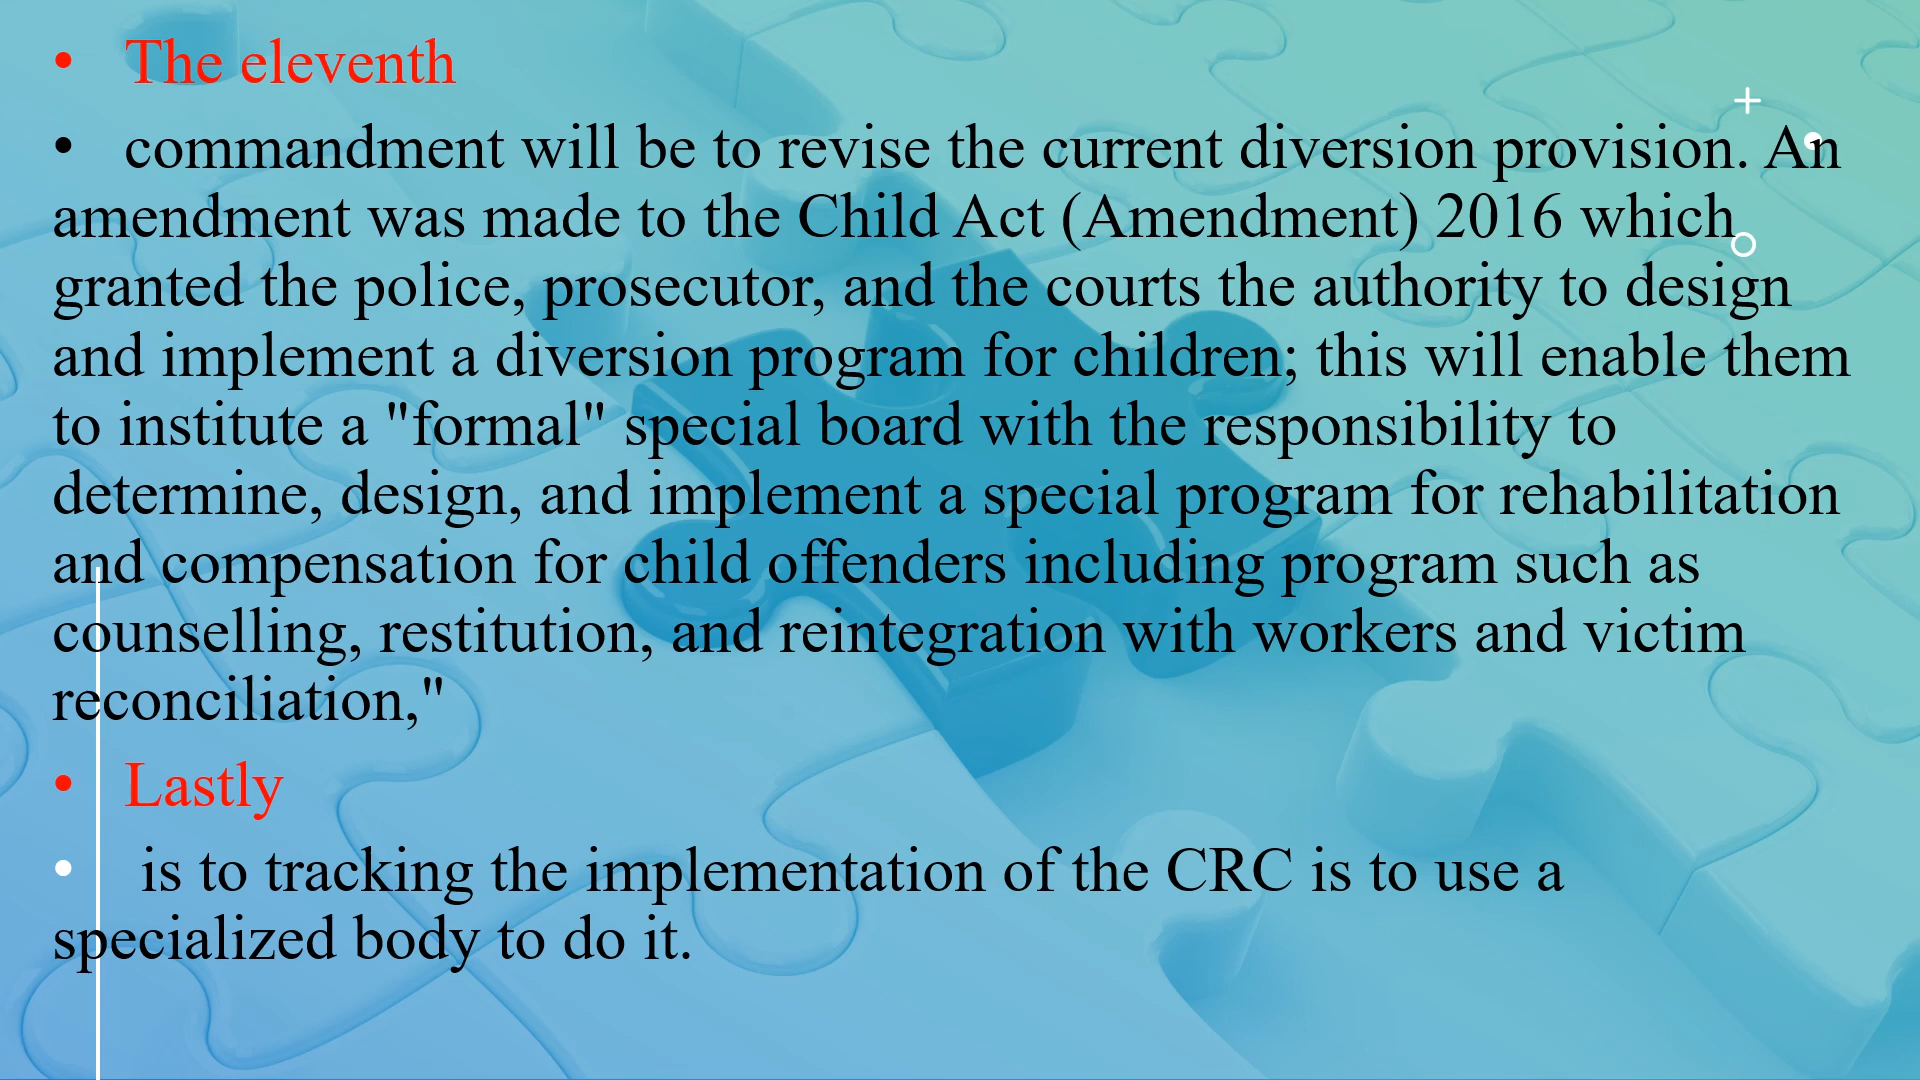 • The eleventh
• commandment will be to revise the current diversion provision. An
amendment was made to the Child Act (Amendment) 2016 which
granted the police, prosecutor, and the courts the authority to design
and implement a diversion program for children; this will enable them
to institute a "formal" special board with the responsibility to
determine, design, and implement a special program for rehabilitation
and compensation for child offenders including program such as
counselling, restitution, and reintegration with workers and victim
reconciliation,"
• Lastly
• is to tracking the implementation of the CRC is to use a
specialized body to do it.